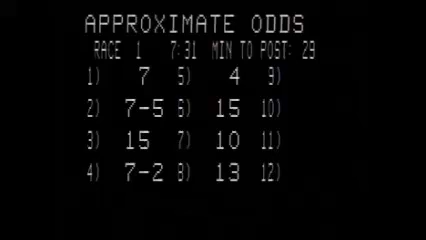 APPROXIMATE ODDS
RACE 1 7:31 MIN TO POST: 29
1) 7 5) 4 9)
2) 7-5 6) 15 10)
3) 15 7) 10 11)
4) 7-2 8) 13 12)